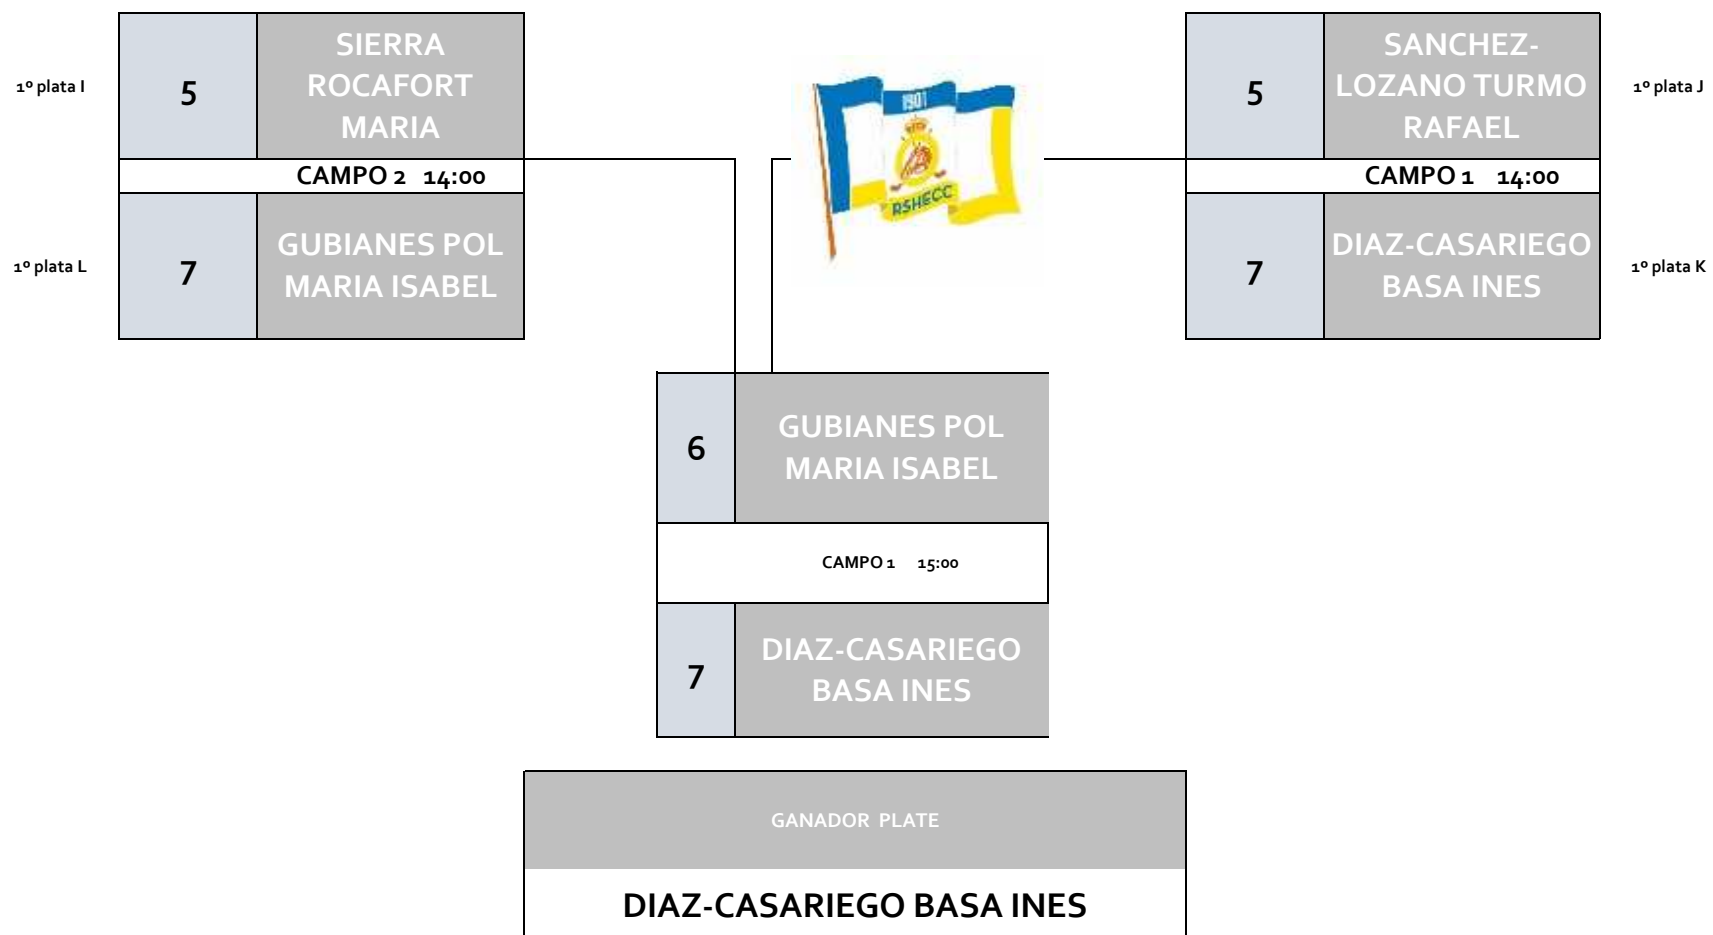 1º plata I
5
SIERRA
ROCAFORT
MARIA
CAMPO 2 14:00
1º plata L
7
GUBIANES POL
MARIA ISABEL
1901
RSHECC
5
SANCHEZ-
LOZANO TURMO
RAFAEL
1º plata J
CAMPO 1 14:00
7
DIAZ-CASARIEGO
BASA INES
1º plata K
6
GUBIANES POL
MARIA ISABEL
CAMPO 1 15:00
7
DIAZ-CASARIEGO
BASA INES
GANADOR PLATE
DIAZ-CASARIEGO BASA INES